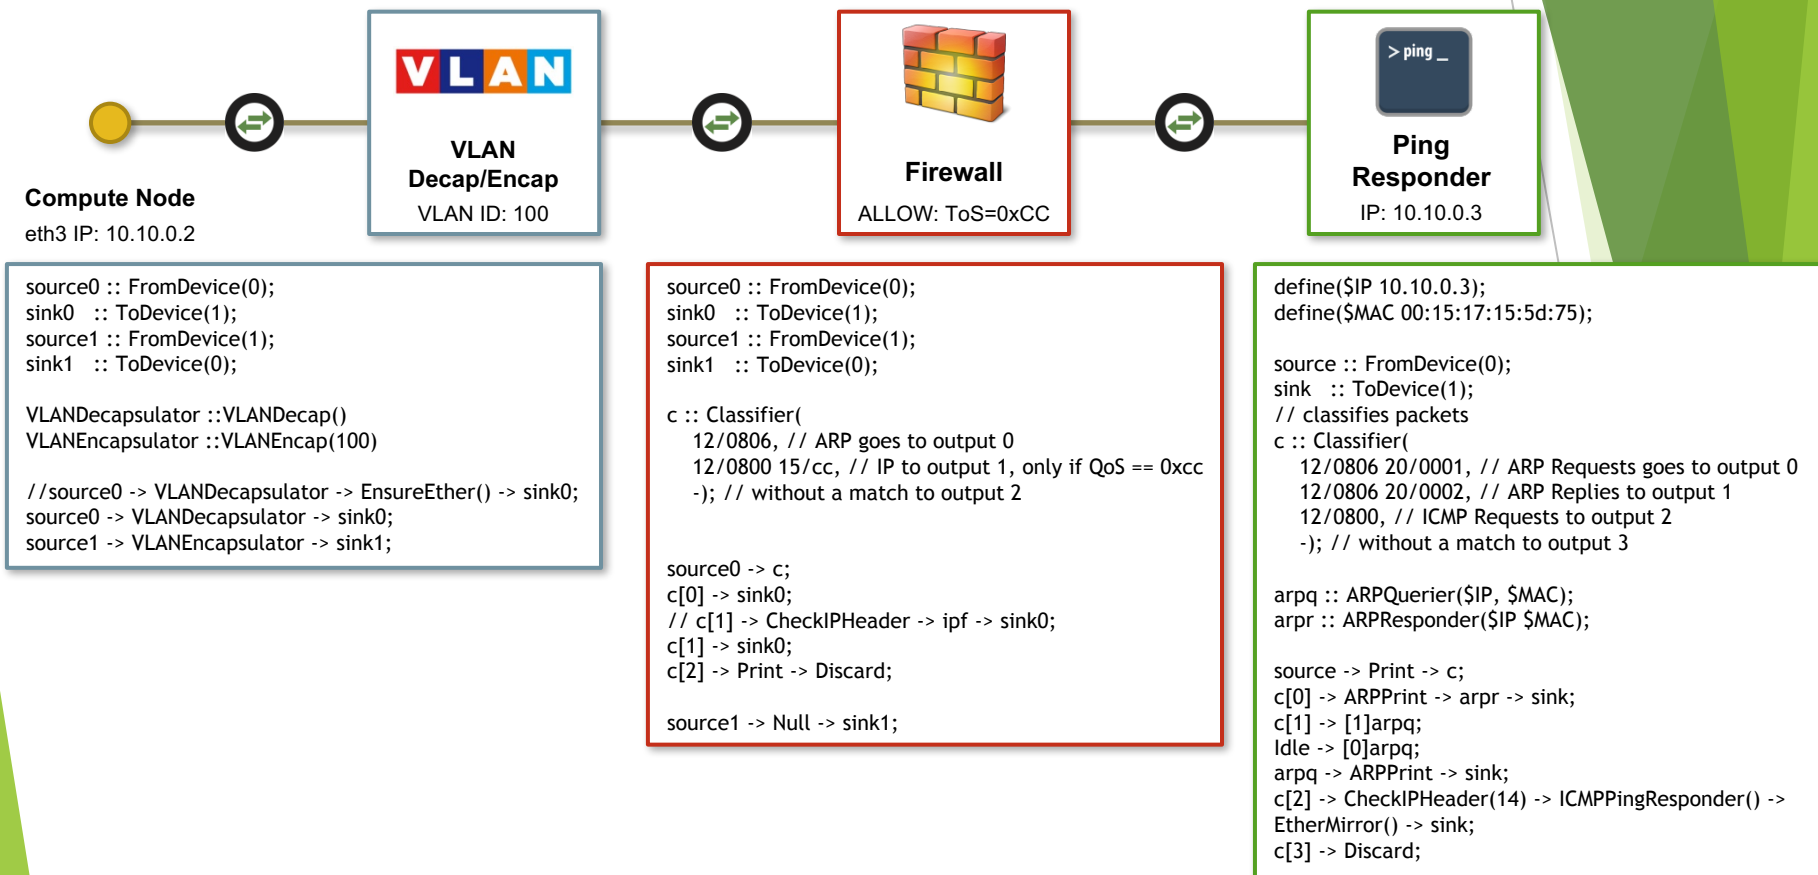 Compute Node
eth3 IP: 10.10.0.2
VLAN
VLAN
Decap/Encap
VLAN ID: 100
Firewall
ALLOW: ToS=0xCC
> ping _
Ping
Responder
IP: 10.10.0.3
source0 :: FromDevice(0);
sink0 :: ToDevice(1);
source1 :: FromDevice(1);
sink1 :: ToDevice(0);
VLANDecapsulator ::VLANDecap()
VLANEncapsulator ::VLANEncap(100)
//source0 -> VLANDecapsulator -> EnsureEther() -> sink0;
source0 -> VLANDecapsulator -> sink0;
source1 -> VLANEncapsulator -> sink1;
source0 :: FromDevice(0);
sink0 :: ToDevice(1);
source1 :: FromDevice(1);
sink1 :: ToDevice(0);
c :: Classifier(
12/0806, // ARP goes to output 0
12/0800 15/cc, // IP to output 1, only if QoS == 0xcc
-); // without a match to output 2
source0 -> c;
c[0] -> sink0;
// c[1] -> CheckIPHeader -> ipf -> sink0;
c[1] -> sink0;
c[2] -> Print -> Discard;
source1 -> Null -> sink1;
define($IP 10.10.0.3);
define($MAC 00:15:17:15:5d:75);
source :: FromDevice(0);
sink :: ToDevice(1);
// classifies packets
c :: Classifier(
12/0806 20/0001, // ARP Requests goes to output 0
12/0806 20/0002, // ARP Replies to output 1
12/0800, // ICMP Requests to output 2
-); // without a match to output 3
arpq :: ARPQuerier($IP, $MAC);
arpr :: ARPResponder($IP $MAC);
source -> Print -> c;
c[0] -> ARPPrint -> arpr -> sink;
c[1] -> [1]arpq;
Idle -> [0]arpq;
arpq -> ARPPrint -> sink;
c[2] -> CheckIPHeader(14) -> ICMPPingResponder() ->
EtherMirror() -> sink;
c[3] -> Discard;